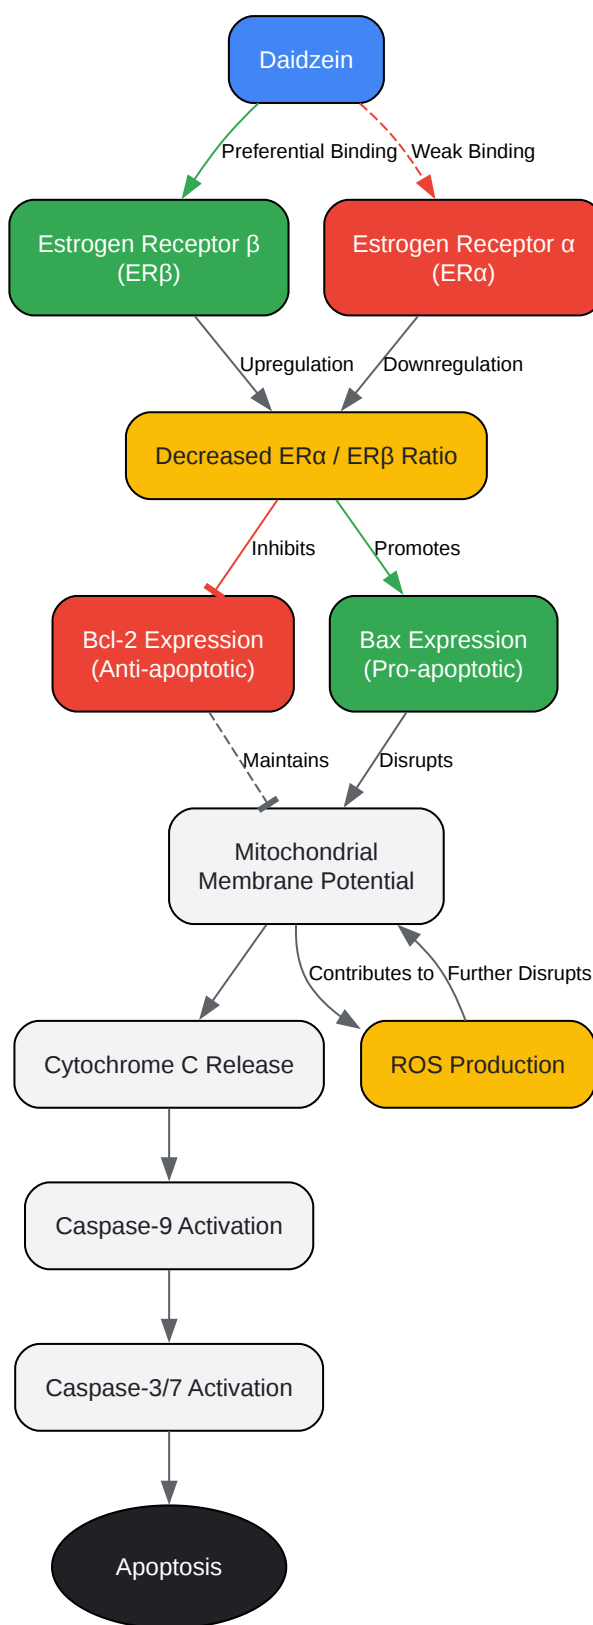 Daidzein
Preferential Binding
Weak Binding
Estrogen Receptor β
(ERβ)
Estrogen Receptor α
(ERα)
Upregulation
Downregulation
Decreased ERα / ERβ Ratio
Inhibits
Promotes
Bcl-2 Expression
(Anti-apoptotic)
Bax Expression
(Pro-apoptotic)
Maintains
Disrupts
Mitochondrial
Membrane Potential
Contributes to
Further Disrupts
Cytochrome C Release
ROS Production
Caspase-9 Activation
Caspase-3/7 Activation
Apoptosis